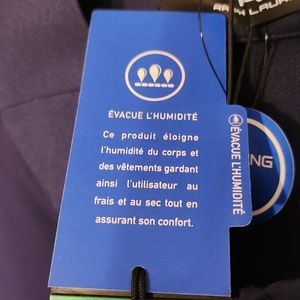 ÉVACUE L'HUMIDITÉ
Ce produit éloigne
l'humidité du corps et
des vêtements gardant
ainsi l'utilisateur au
frais et au sec tout en
assurant son confort.
ÉVACUE L'HUMIDITÉ